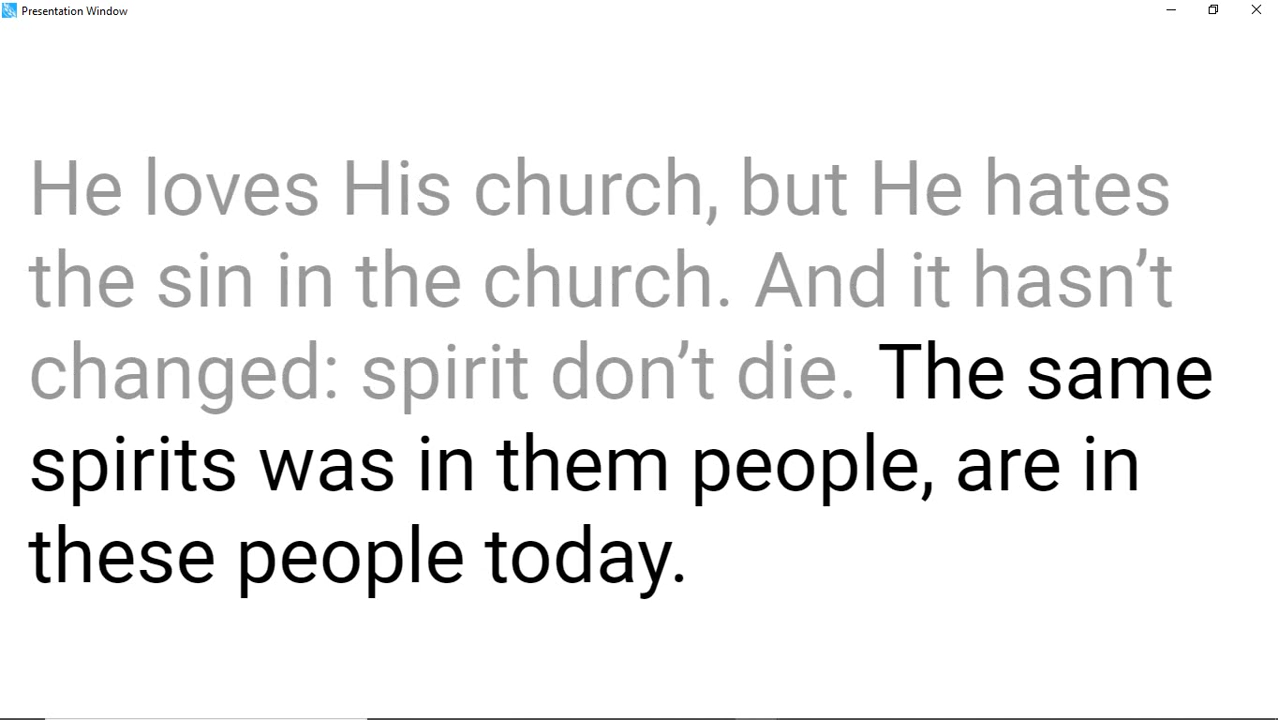 Presentation Window
He loves His church, but He hates
the sin in the church. And it hasn’t
changed: spirit don’t die. The same
spirits was in them people, are in
these people today.